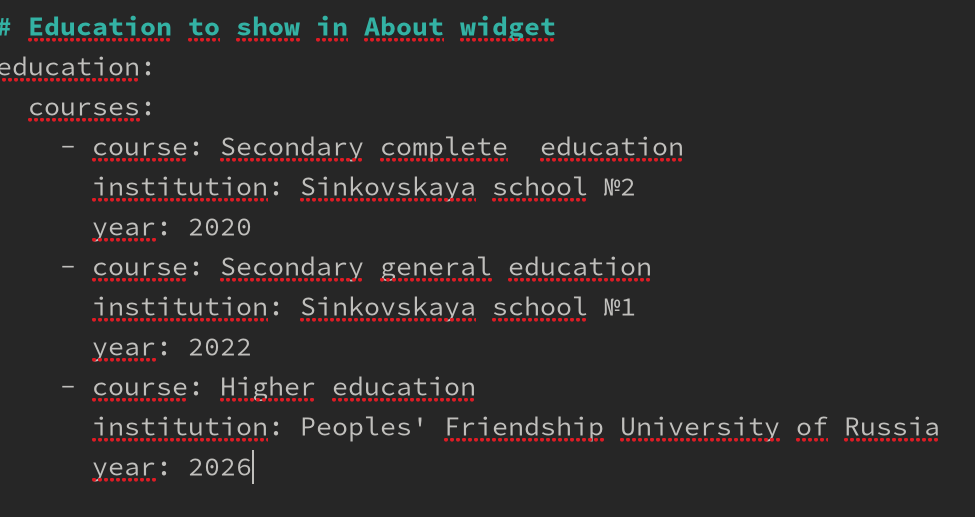 # Education to show in About widget
education:
  courses:
    - course: Secondary complete  education
      institution: Sinkovskaya school №2
      year: 2020
    - course: Secondary general education
      institution: Sinkovskaya school №1
      year: 2022
    - course: Higher education
      institution: Peoples' Friendship University of Russia
      year: 2026